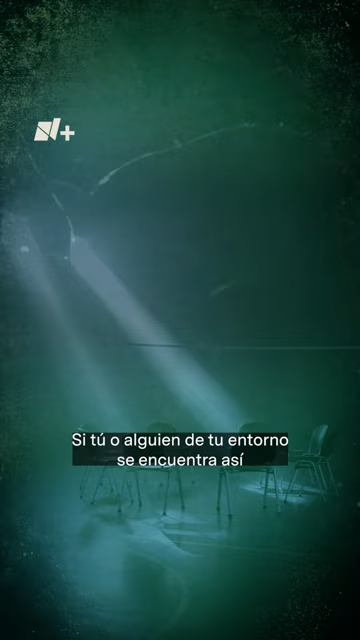 N+
Si tú o alguien de tu entorno
se encuentra así